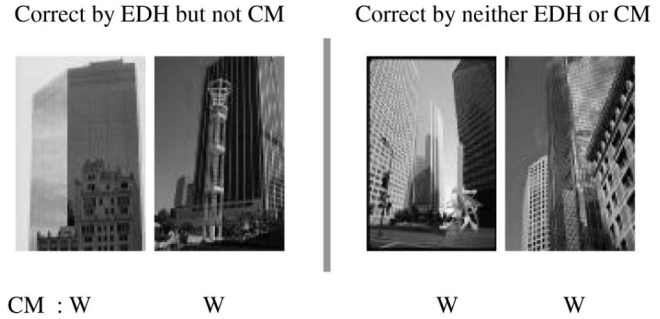 Correct by EDH but not CM
Correct by neither EDH or CM
CM : W
W
W
W